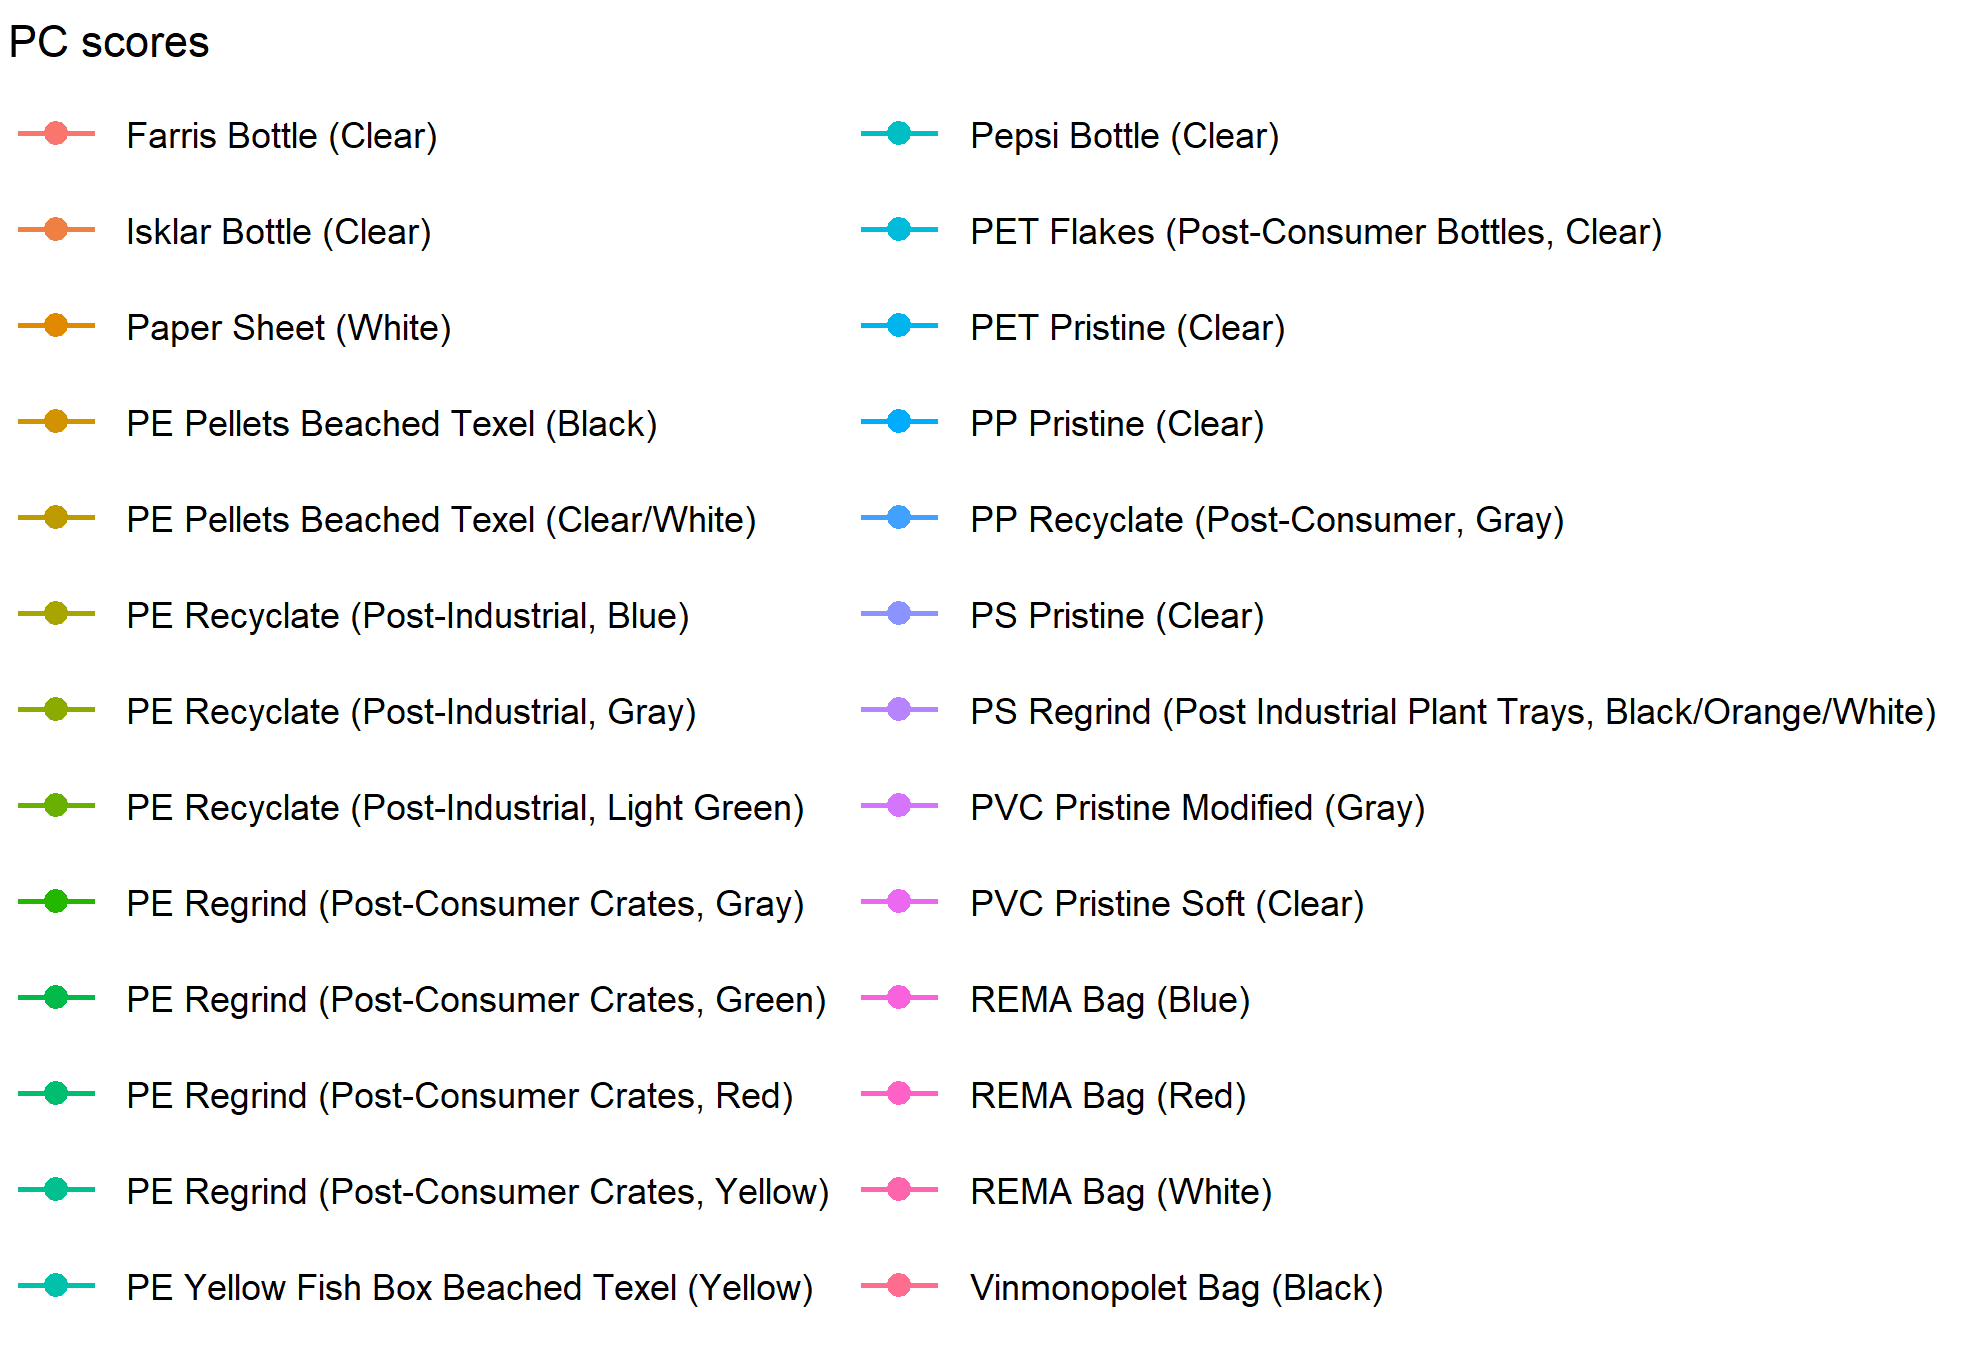 PC scores
Farris Bottle (Clear)
Isklar Bottle (Clear)
Paper Sheet (White)
PE Pellets Beached Texel (Black)
PE Pellets Beached Texel (Clear/White)
PE Recyclate (Post-Industrial, Blue)
PE Recyclate (Post-Industrial, Gray)
PE Recyclate (Post-Industrial, Light Green)
PE Regrind (Post-Consumer Crates, Gray)
PE Regrind (Post-Consumer Crates, Green)
PE Regrind (Post-Consumer Crates, Red)
PE Regrind (Post-Consumer Crates, Yellow)
PE Yellow Fish Box Beached Texel (Yellow)
Pepsi Bottle (Clear)
PET Flakes (Post-Consumer Bottles, Clear)
PET Pristine (Clear)
PP Pristine (Clear)
PP Recyclate (Post-Consumer, Gray)
PS Pristine (Clear)
PS Regrind (Post Industrial Plant Trays, Black/Orange/White)
PVC Pristine Modified (Gray)
PVC Pristine Soft (Clear)
REMA Bag (Blue)
REMA Bag (Red)
REMA Bag (White)
Vinmonopolet Bag (Black)